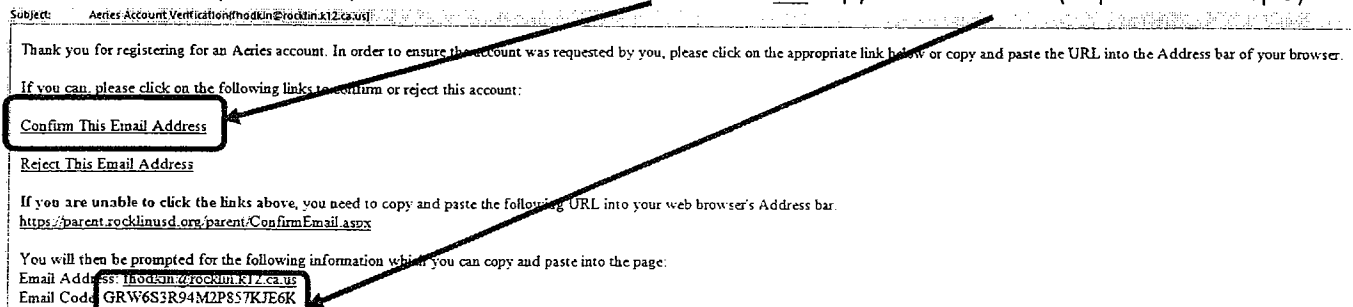 Subject: Aeries Account Verification[fhodkin@rocklin.k12.ca.us]
Thank you for registering for an Aeries account. In order to ensure the account was requested by you, please click on the appropriate link below or copy and paste the URL into the Address bar of your browser.
If you can, please click on the following links to confirm or reject this account:
Confirm This Email Address
Reject This Email Address
If you are unable to click the links above, you need to copy and paste the following URL into your web browser's Address bar.
https://parent.rocklinusd.org/parent/ConfirmEmail.aspx
You will then be prompted for the following information which you can copy and paste into the page:
Email Address: fhodkin@rocklin.k12.ca.us
Email Code GRW6S3R94M2P857KJE6K